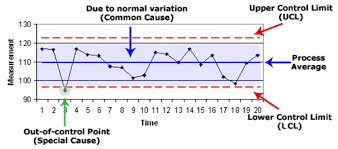 Due to normal variation
(Common Cause)
Upper Control Limit
(UCL)
Measurement
130
120
110
100
90
Process
Average
1 2 3 4 5 6 7 8 9 10 11 12 13 14 15 16 17 18 19 20
Time
Out-of-control Point
(Special Cause)
Lower Control Limit
(LCL)